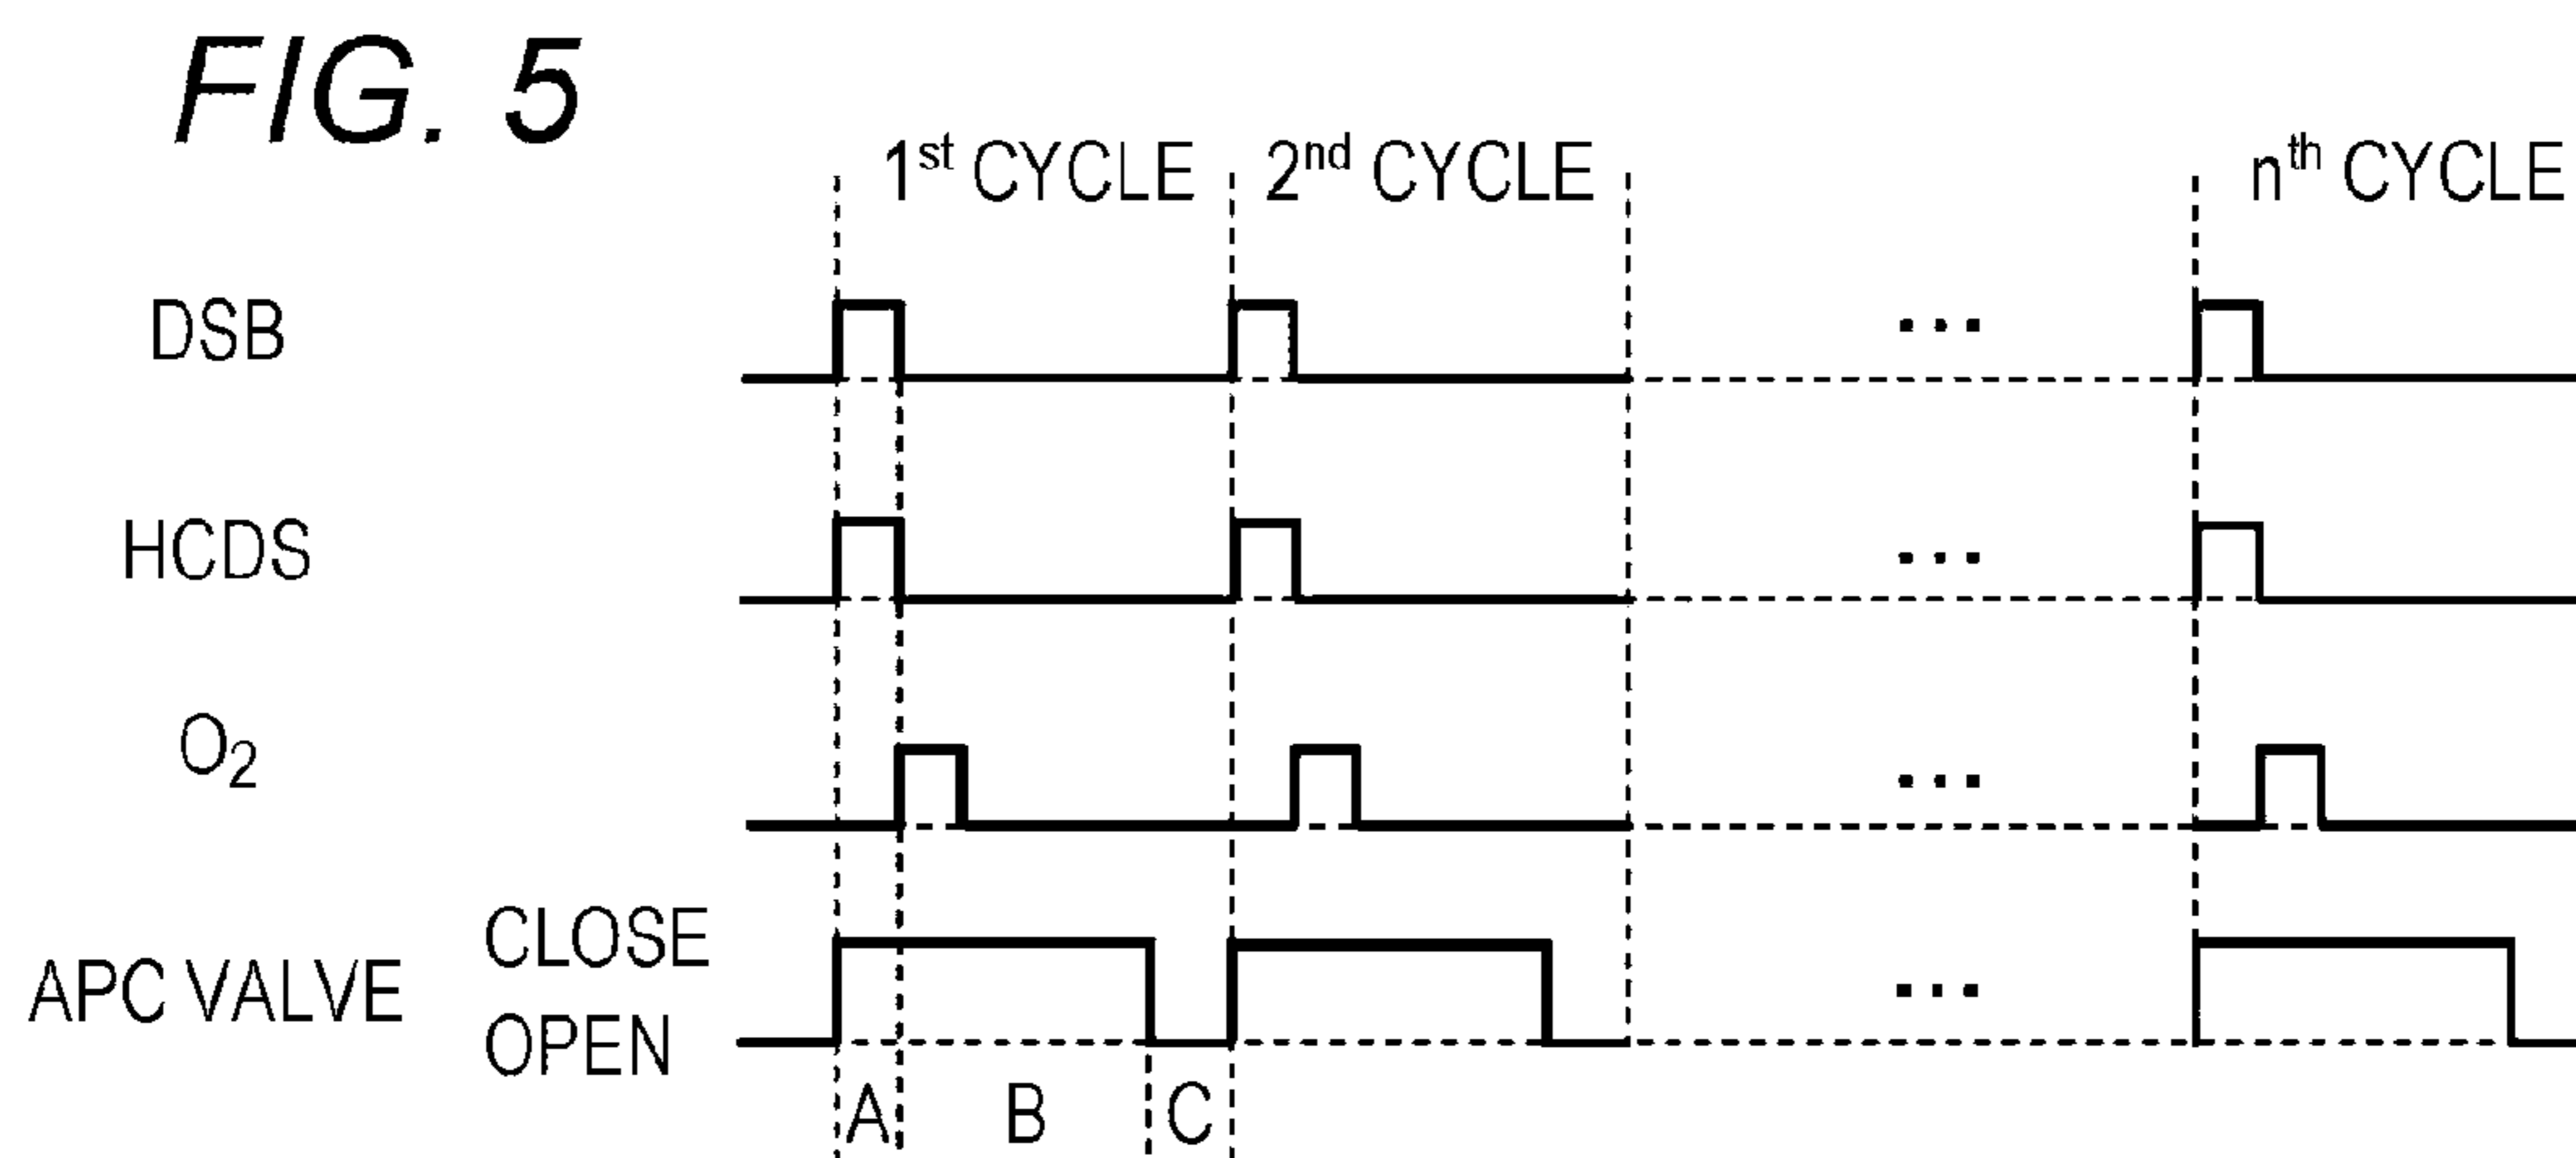 FIG. 5
1st CYCLE 2nd CYCLE nth CYCLE
DSB ...
HCDS ...
O2 ...
APC VALVE CLOSE OPEN ...
A B C